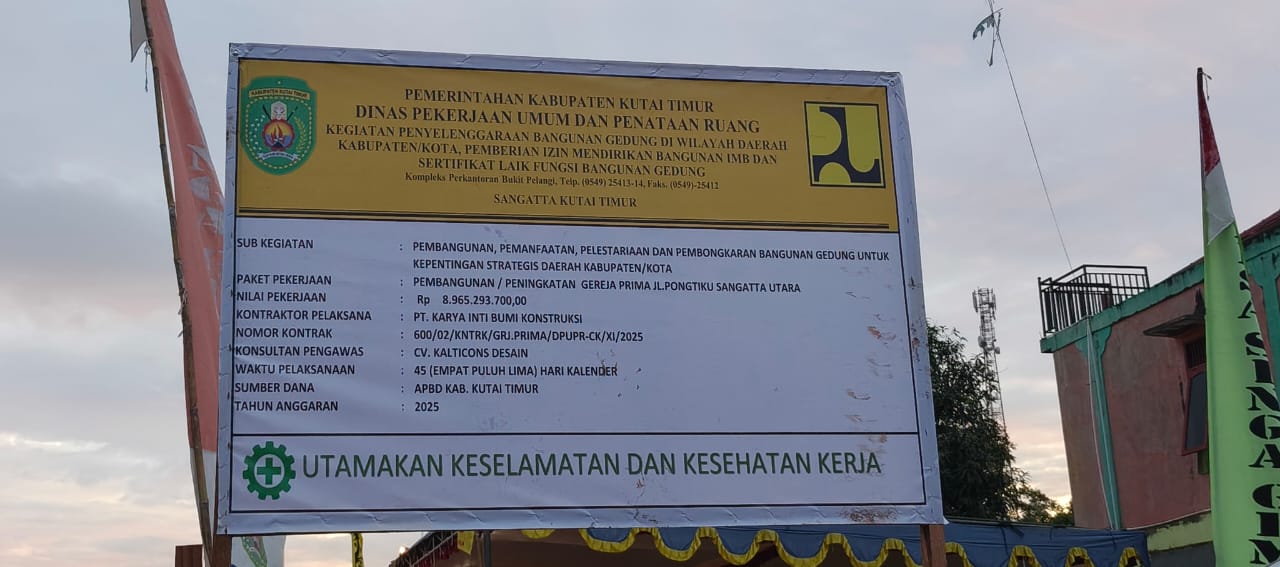 KABUPATEN KUTAI TIMUR
PEMERINTAHAN KABUPATEN KUTAI TIMUR
DINAS PEKERJAAN UMUM DAN PENATAAN RUANG
KEGIATAN PENYELENGGARAAN BANGUNAN GEDUNG DI WILAYAH DAERAH
KABUPATEN/KOTA, PEMBERIAN IZIN MENDIRIKAN BANGUNAN IMB DAN
SERTIFIKAT LAIK FUNGSI BANGUNAN GEDUNG
Kompleks Perkantoran Bukit Pelangi, Telp. (0549) 25413-14, Faks. (0549)-25412
SANGATTA KUTAI TIMUR
SUB KEGIATAN : PEMBANGUNAN, PEMANFAATAN, PELESTARIAAN DAN PEMBONGKARAN BANGUNAN GEDUNG UNTUK
KEPENTINGAN STRATEGIS DAERAH KABUPATEN/KOTA
PAKET PEKERJAAN : PEMBANGUNAN / PENINGKATAN GEREJA PRIMA JL.PONGTIKU SANGATTA UTARA
NILAI PEKERJAAN : Rp 8.965.293.700,00
KONTRAKTOR PELAKSANA : PT. KARYA INTI BUMI KONSTRUKSI
NOMOR KONTRAK : 600/02/KNTRK/GRJ.PRIMA/DPUPR-CK/XI/2025
KONSULTAN PENGAWAS : CV. KALTICONS DESAIN
WAKTU PELAKSANAAN : 45 (EMPAT PULUH LIMA) HARI KALENDER
SUMBER DANA : APBD KAB. KUTAI TIMUR
TAHUN ANGGARAN : 2025
UTAMAKAN KESELAMATAN DAN KESEHATAN KERJA
SINGA